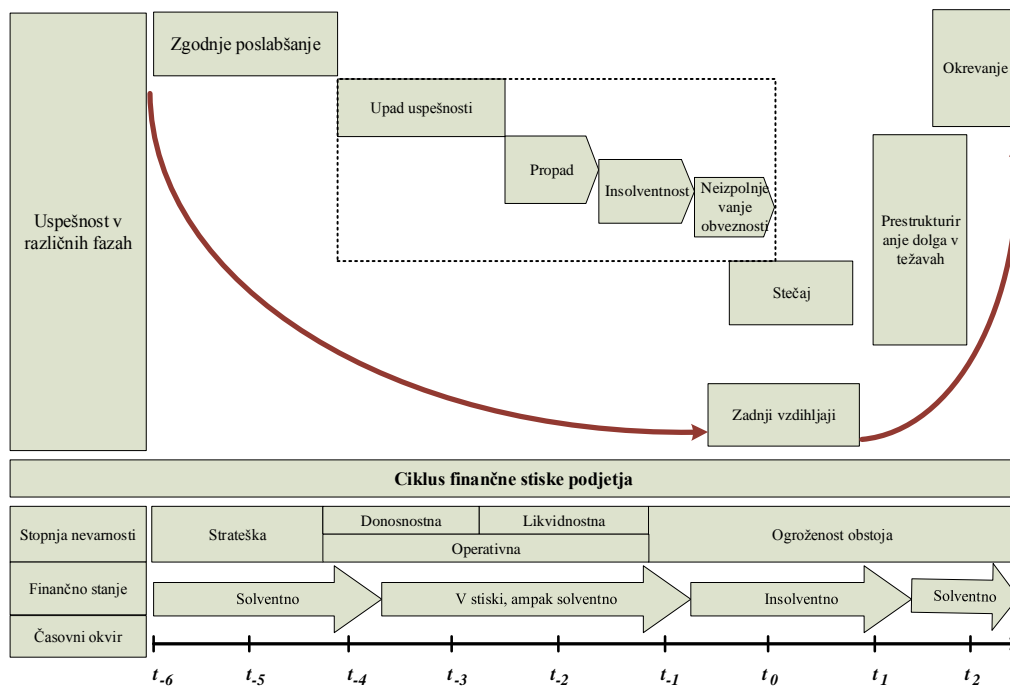 Zgodnje poslabšanje
Okrevanje
Upad uspešnosti
Propad
Insolventnost
Neizpolnje
vanje
obveznosti
Uspešnost v
različnih fazah
Prestrukturir
anje dolga v
težavah
Stečaj
Zadnji vzdihljaji
Ciklus finančne stiske podjetja
Stopnja nevarnosti
Strateška
Donosnostna
Likvidnostna
Operativna
Ogroženost obstoja
Finančno stanje
Solventno
V stiski, ampak solventno
Insolventno
Solventno
Časovni okvir
t-6 t-5 t-4 t-3 t-2 t-1 t0 t1 t2